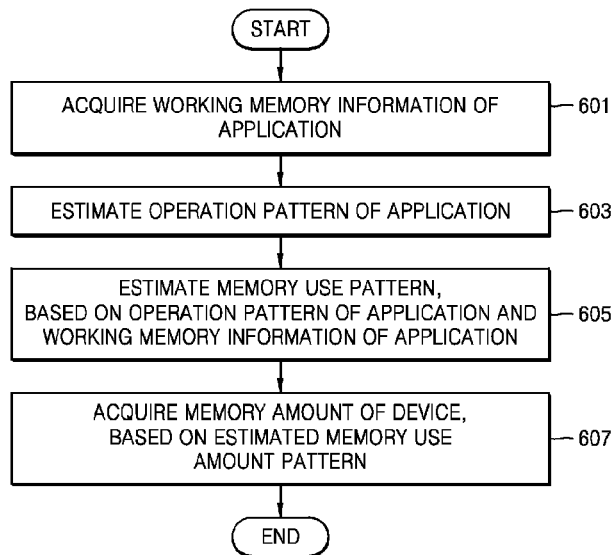 START
ACQUIRE WORKING MEMORY INFORMATION OF
APPLICATION
601
ESTIMATE OPERATION PATTERN OF APPLICATION
603
ESTIMATE MEMORY USE PATTERN,
BASED ON OPERATION PATTERN OF APPLICATION AND
WORKING MEMORY INFORMATION OF APPLICATION
605
ACQUIRE MEMORY AMOUNT OF DEVICE,
BASED ON ESTIMATED MEMORY USE
AMOUNT PATTERN
607
END